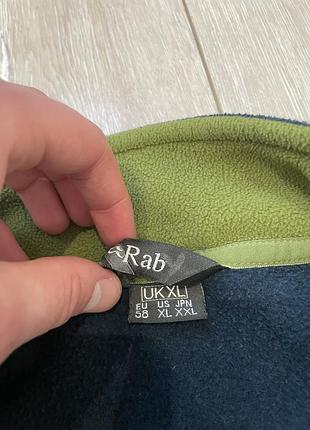 Rab
UK XL
EU US JPN
58 XL XXL